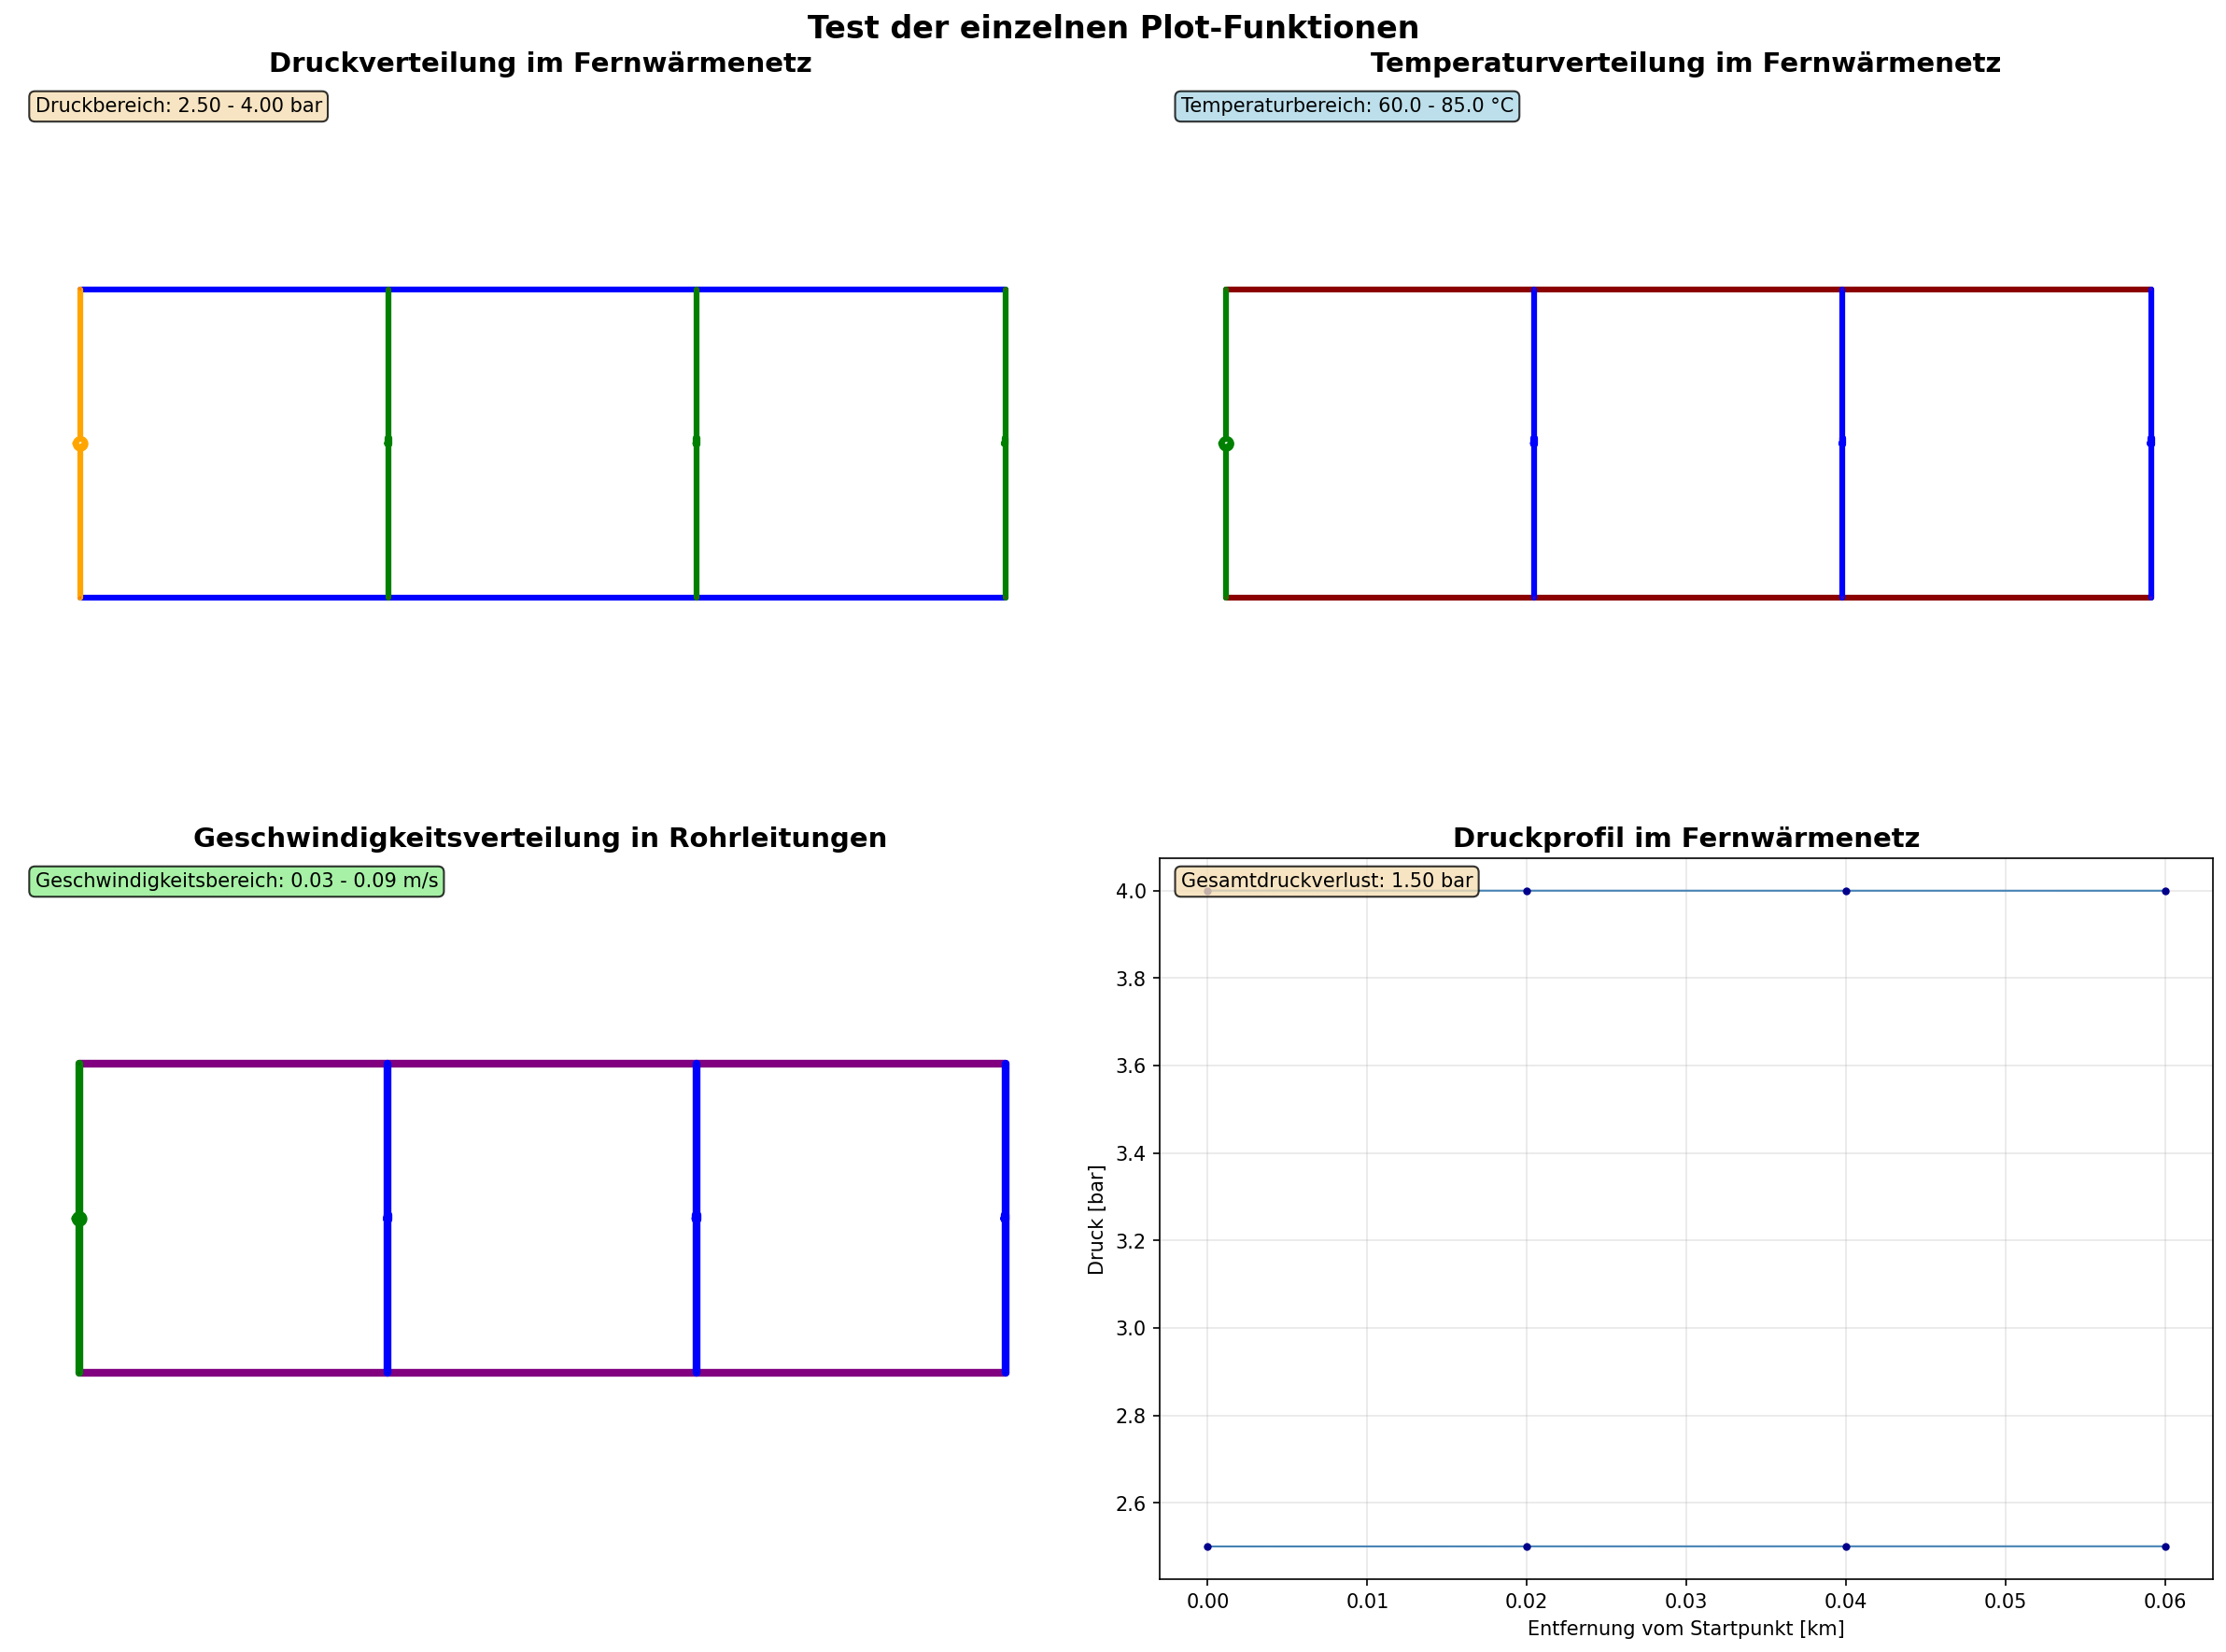 Test der einzelnen Plot-Funktionen
Druckverteilung im Fernwärmenetz
Druckbereich: 2.50 - 4.00 bar
Temperaturverteilung im Fernwärmenetz
Temperaturbereich: 60.0 - 85.0 °C
Geschwindigkeitsverteilung in Rohrleitungen
Geschwindigkeitsbereich: 0.03 - 0.09 m/s
Druckprofil im Fernwärmenetz
Gesamtdruckverlust: 1.50 bar
4.0
3.8
3.6
3.4
3.2
3.0
2.8
2.6
Druck [bar]
0.00 0.01 0.02 0.03 0.04 0.05 0.06
Entfernung vom Startpunkt [km]